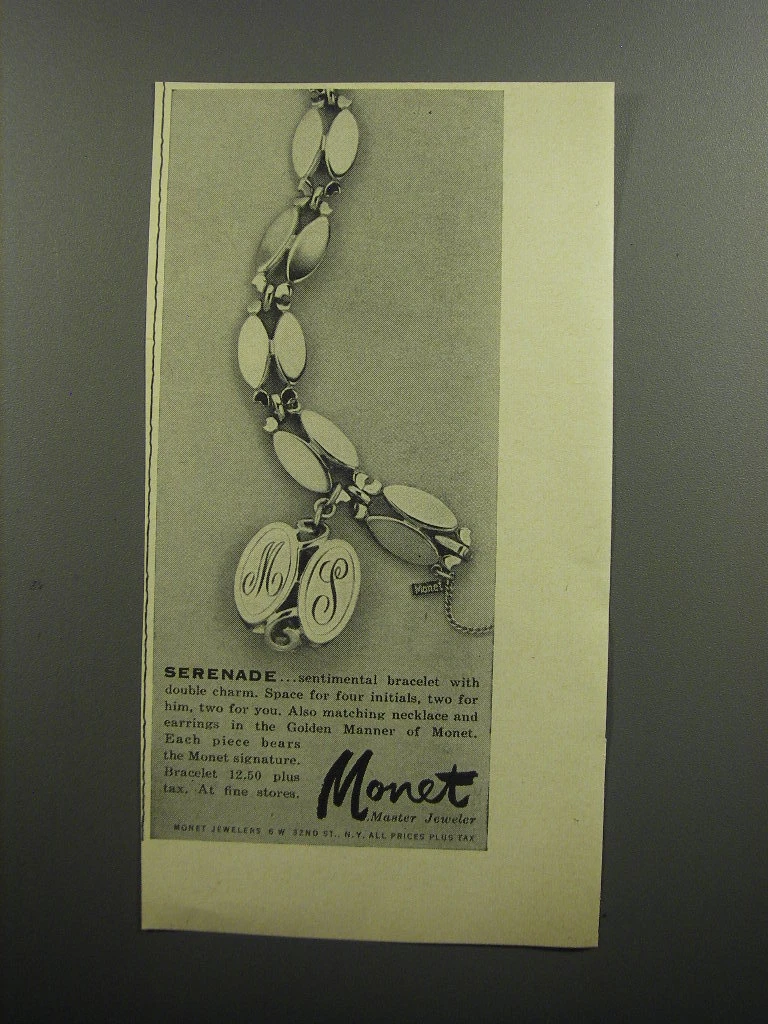 M S
Monet
SERENADE...sentimental bracelet with
double charm. Space for four initials, two for
him, two for you. Also matching necklace and
earrings in the Golden Manner of Monet.
Each piece bears
the Monet signature.
Bracelet 12.50 plus
tax. At fine stores.
Monet
Master Jeweler
MONET JEWELERS 6 W 32ND ST., N.Y. ALL PRICES PLUS TAX